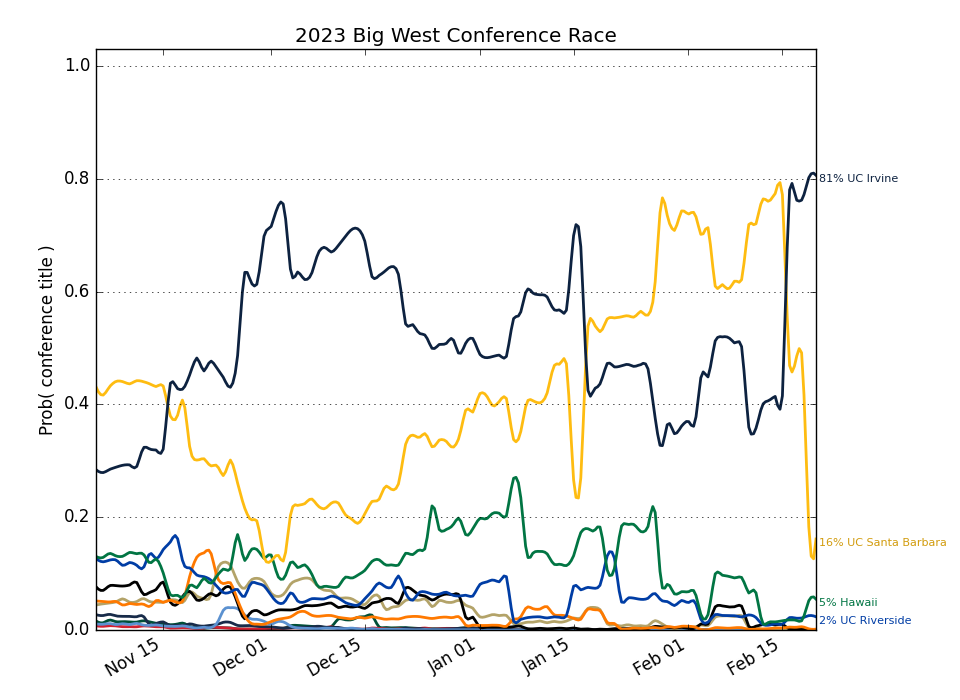 2023 Big West Conference Race
Prob( conference title )
1.0
0.8
0.6
0.4
0.2
0.0
81% UC Irvine
16% UC Santa Barbara
5% Hawaii
2% UC Riverside
Nov 15
Dec 01
Dec 15
Jan 01
Jan 15
Feb 01
Feb 15